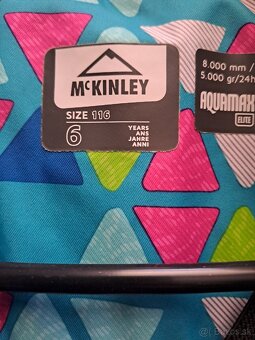 McKINLEY
SIZE 116
6
YEARS
ANS
JAHRE
ANNI
8.000 mm /
5.000 gr/24h
AQUAMAX
ELITE